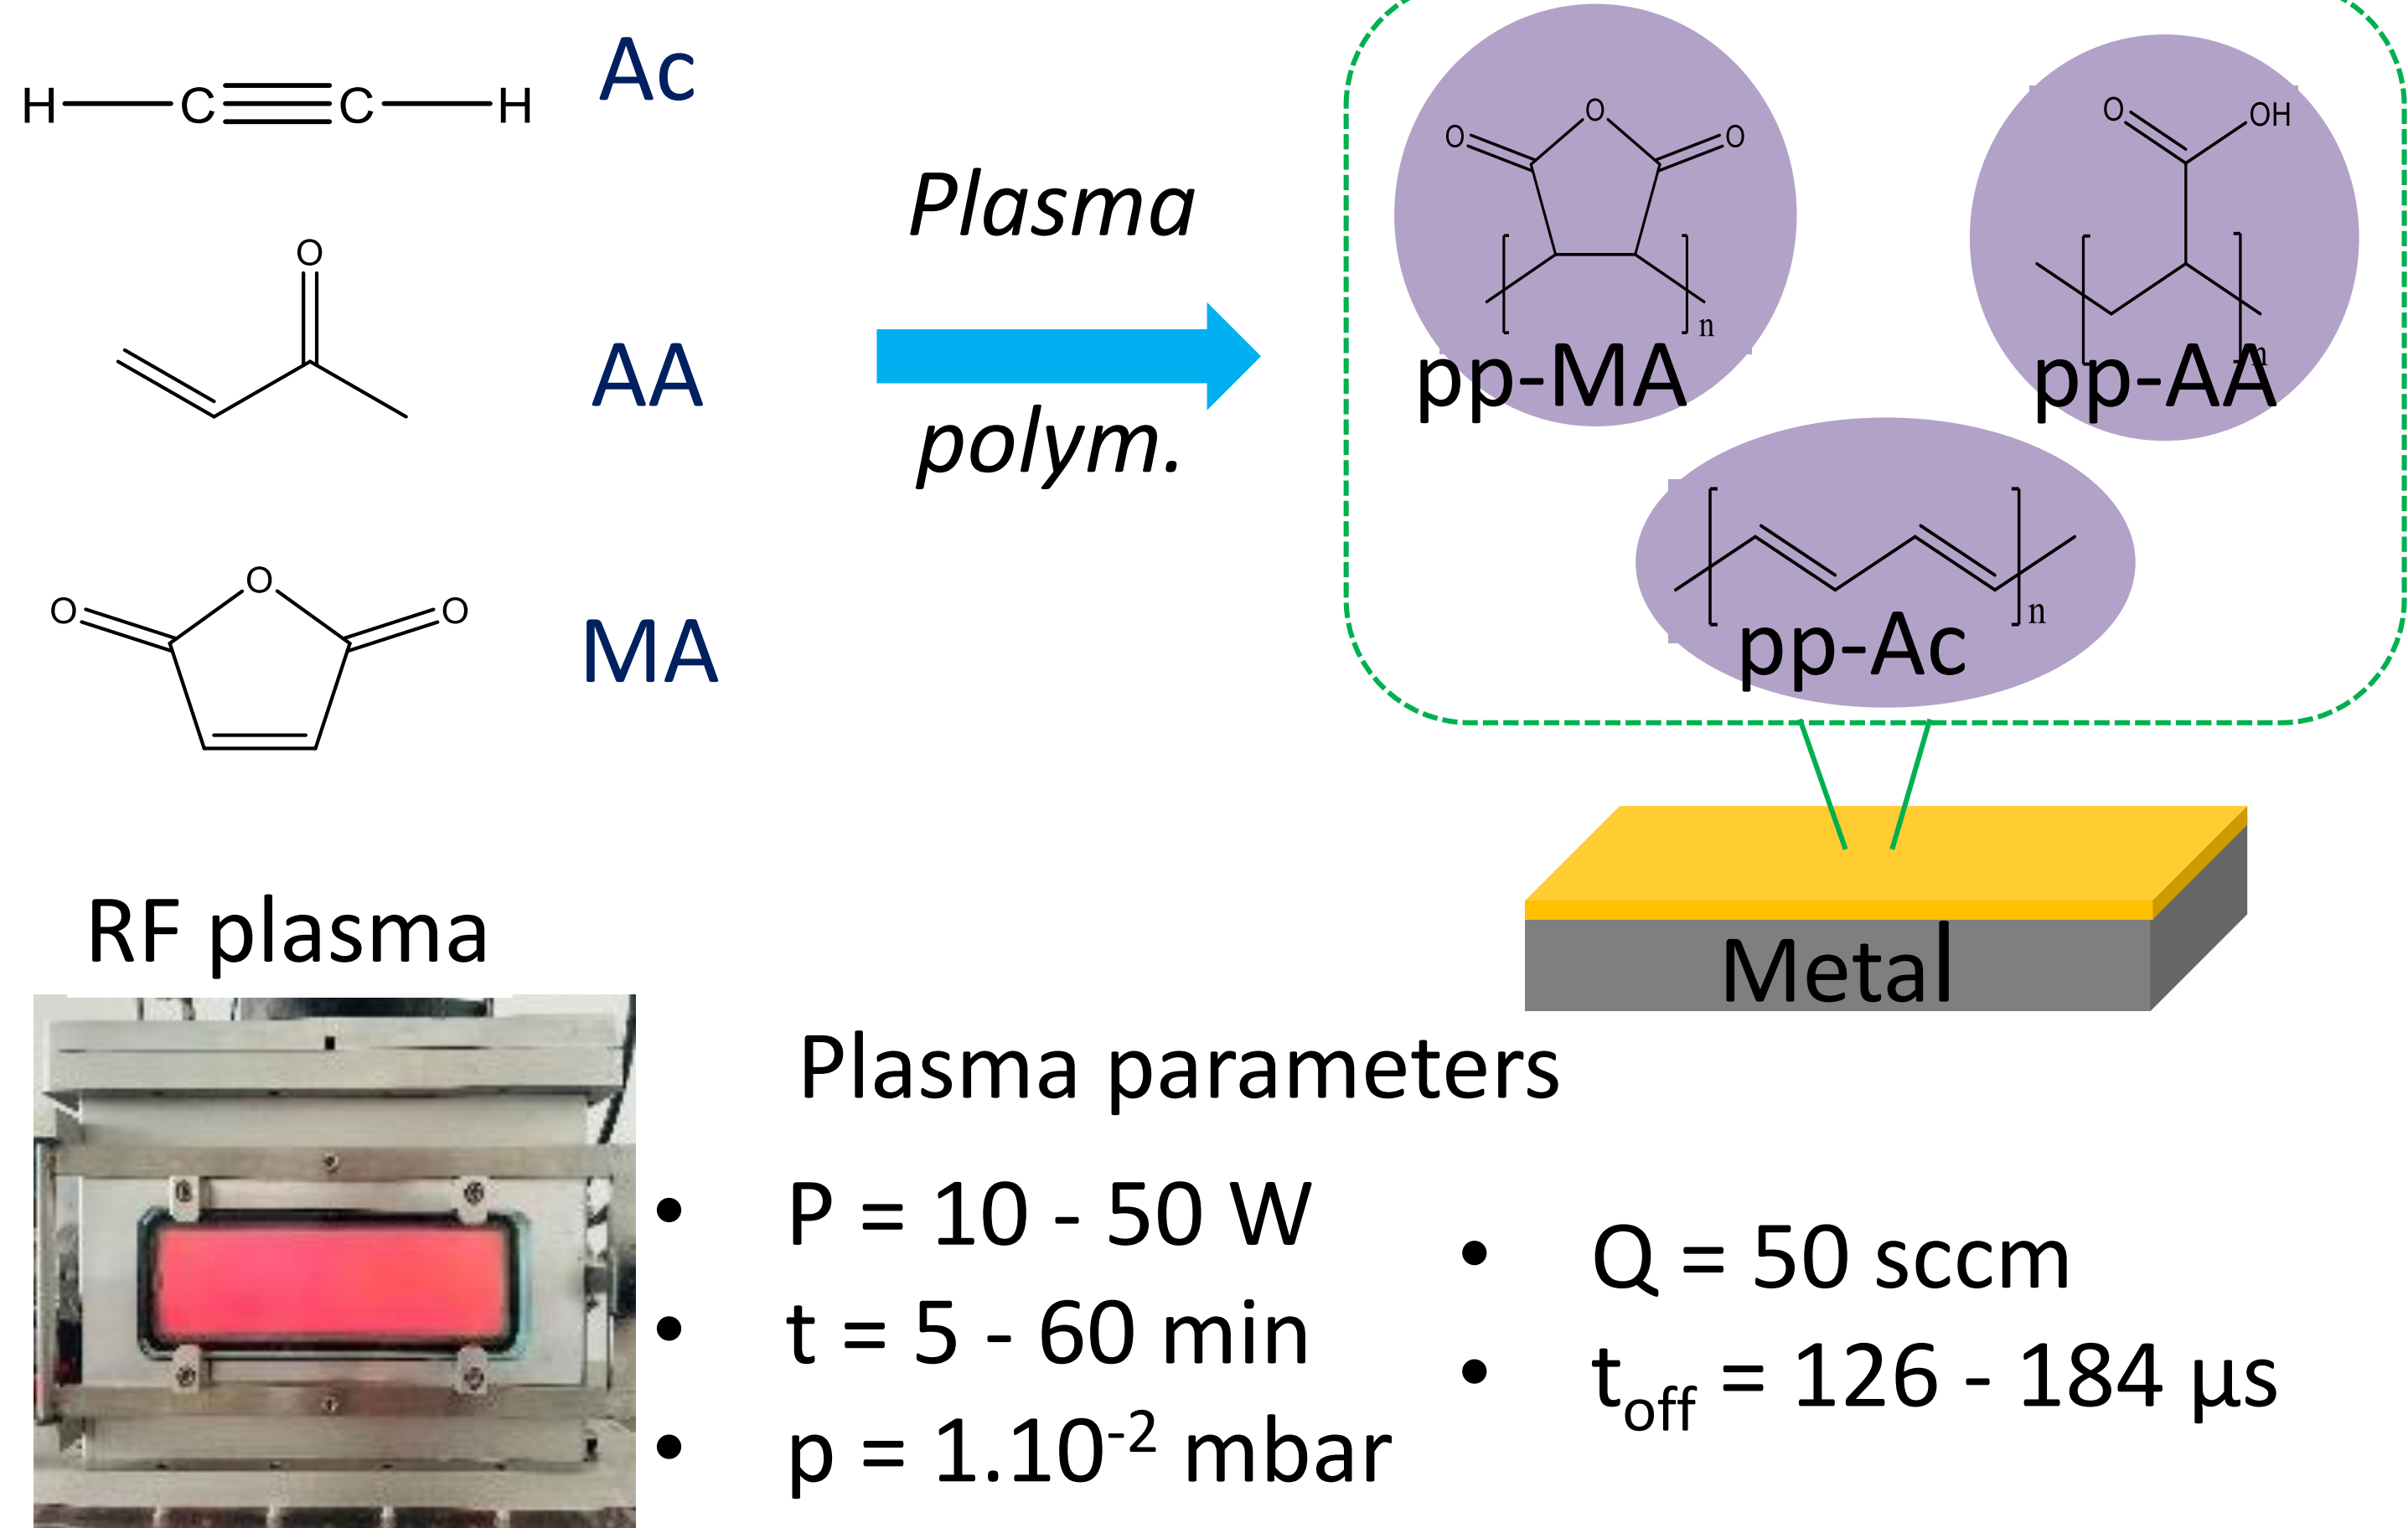 H C C H
Ac
O
AA
O
O O
MA
Plasma
polym.
O
O O
n
pp-MA
O OH
n
pp-AA
n
pp-Ac
Metal
RF plasma
Plasma parameters
• P = 10 - 50 W
• t = 5 - 60 min
• p = 1.10⁻² mbar
• Q = 50 sccm
• t_off = 126 - 184 µs